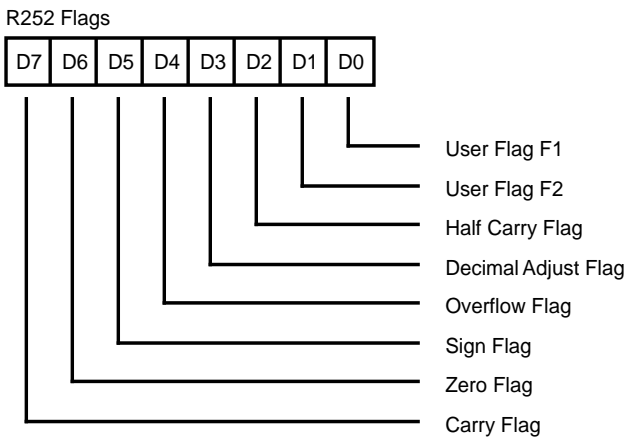 R252 Flags
D7 D6 D5 D4 D3 D2 D1 D0
User Flag F1
User Flag F2
Half Carry Flag
Decimal Adjust Flag
Overflow Flag
Sign Flag
Zero Flag
Carry Flag